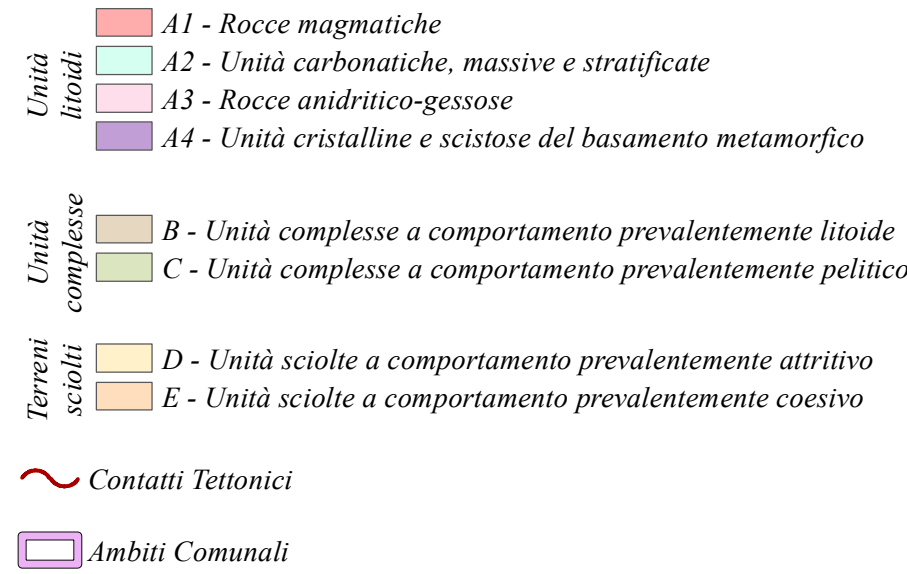 Unità
litoidi
A1 - Rocce magmatiche
A2 - Unità carbonatiche, massive e stratificate
A3 - Rocce anidritico-gessose
A4 - Unità cristalline e scistose del basamento metamorfico
Unità
complesse
B - Unità complesse a comportamento prevalentemente litoide
C - Unità complesse a comportamento prevalentemente pelitico
Terreni
sciolti
D - Unità sciolte a comportamento prevalentemente attritivo
E - Unità sciolte a comportamento prevalentemente coesivo
Contatti Tettonici
Ambiti Comunali